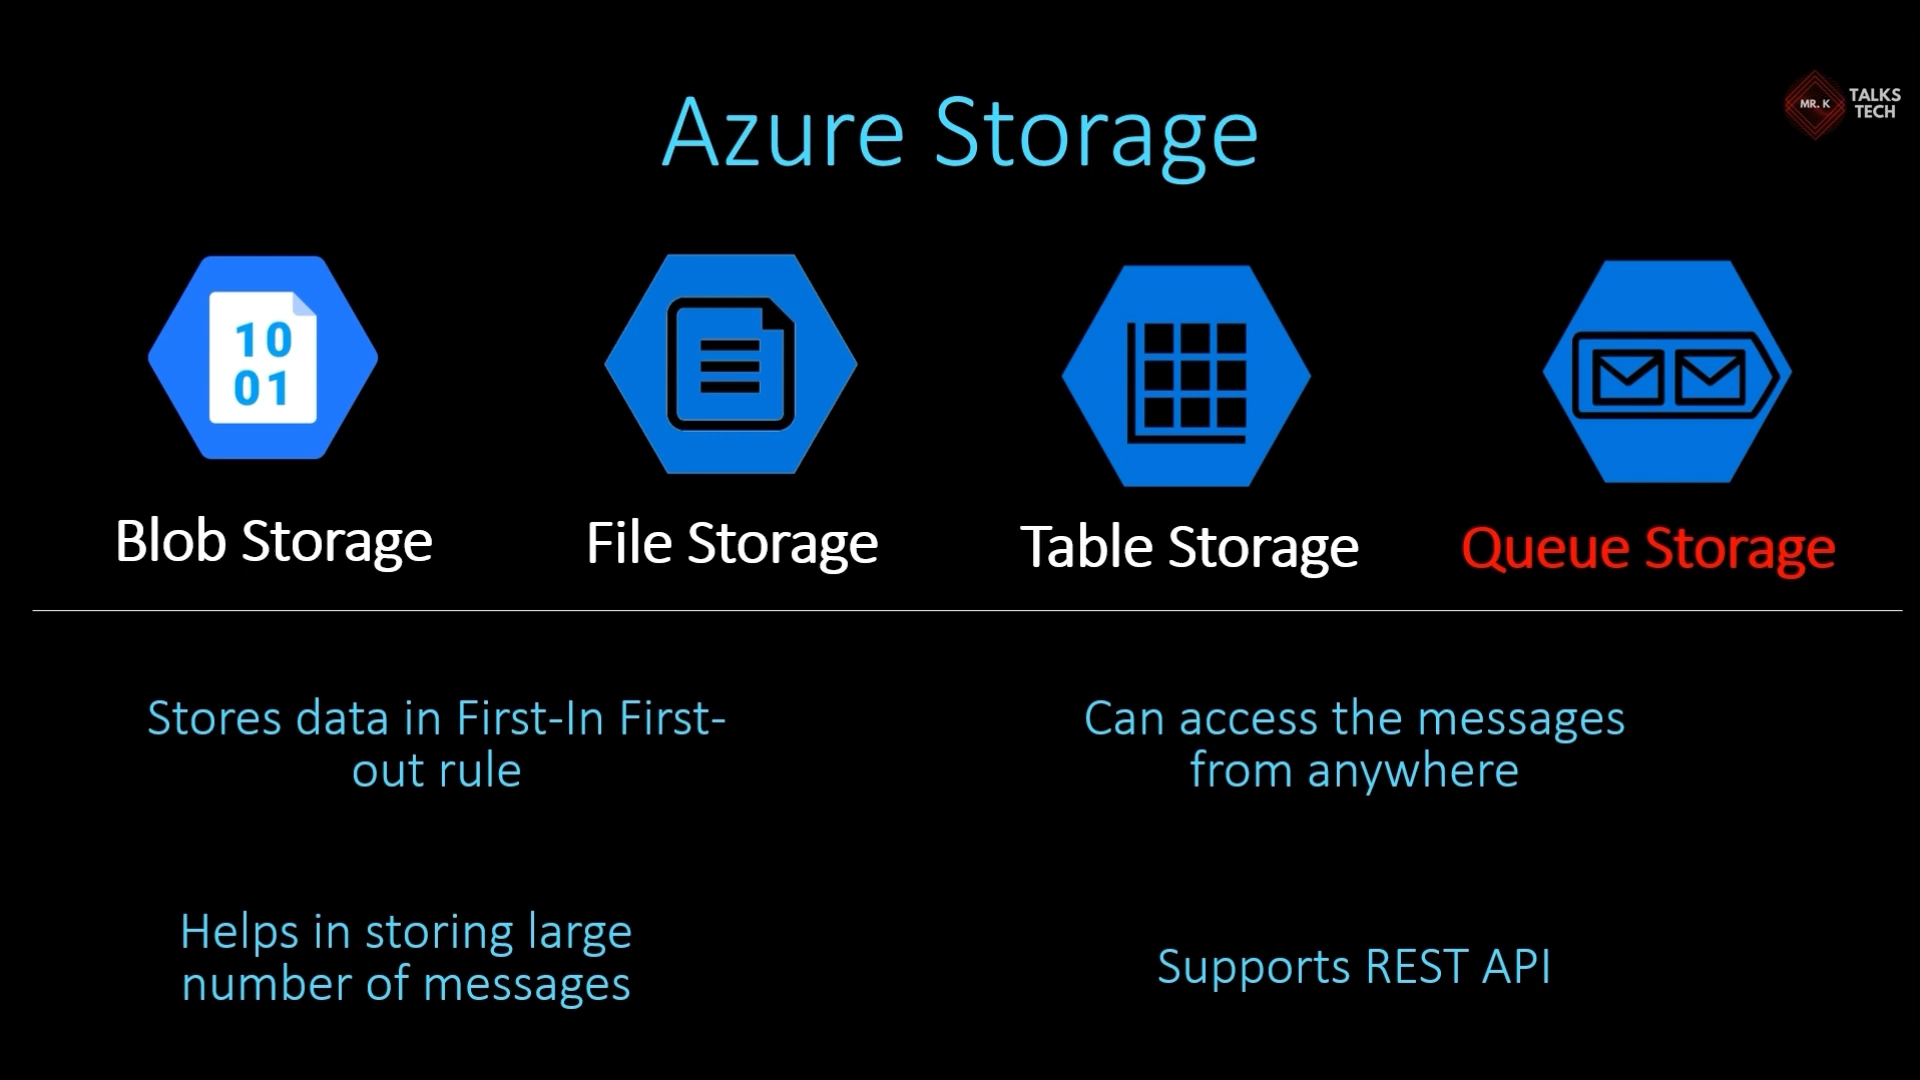 Azure Storage
MR. K
TALKS
TECH
10
01
Blob Storage
File Storage
Table Storage
Queue Storage
Stores data in First-In First-
out rule
Can access the messages
from anywhere
Helps in storing large
number of messages
Supports REST API